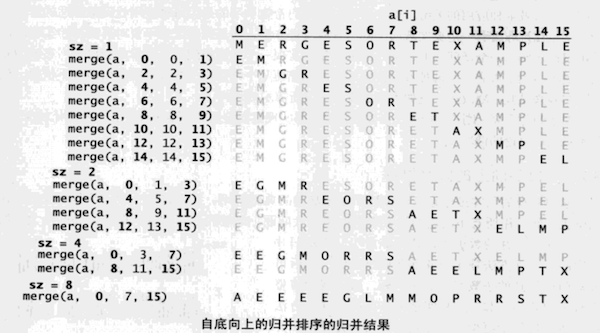 a[i]
0 1 2 3 4 5 6 7 8 9 10 11 12 13 14 15
sz = 1 M E R G E S O R T E X A M P L E
merge(a, 0, 0, 1) E M R G E S O R T E X A M P L E
merge(a, 2, 2, 3) E M G R E S O R T E X A M P L E
merge(a, 4, 4, 5) E M G R E S O R T E X A M P L E
merge(a, 6, 6, 7) E M G R E S O R T E X A M P L E
merge(a, 8, 8, 9) E M G R E S O R E T X A M P L E
merge(a, 10, 10, 11) E M G R E S O R E T A X M P L E
merge(a, 12, 12, 13) E M G R E S O R E T A X M P L E
merge(a, 14, 14, 15) E M G R E S O R E T A X M P E L
sz = 2
merge(a, 0, 1, 3) E G M R E S O R E T A X M P E L
merge(a, 4, 5, 7) E G M R E O R S E T A X M P E L
merge(a, 8, 9, 11) E G M R E O R S A E T X M P E L
merge(a, 12, 13, 15) E G M R E O R S A E T X E L M P
sz = 4
merge(a, 0, 3, 7) E E G M O R R S A E T X E L M P
merge(a, 8, 11, 15) E E G M O R R S A E E L M P T X
sz = 8
merge(a, 0, 7, 15) A E E E E G L M M O P R R S T X
自底向上的归并排序的归并结果